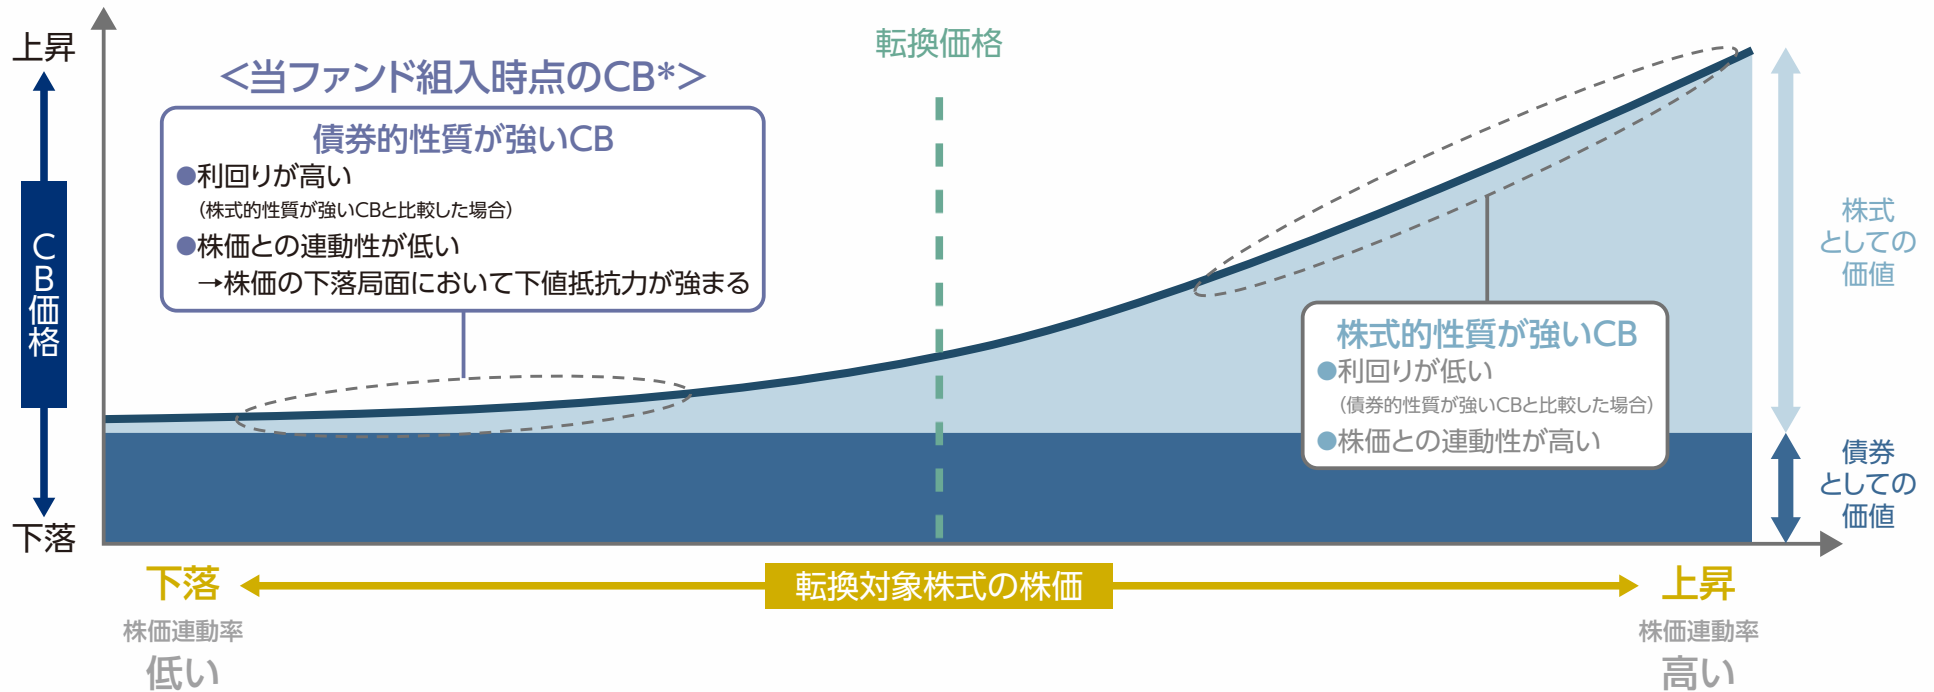 上昇
CB価格
下落
<当ファンド組入時点のCB*>
債券的性質が強いCB
●利回りが高い
（株式的性質が強いCBと比較した場合）
●株価との連動性が低い
→株価の下落局面において下値抵抗力が強まる
転換価格
株式的性質が強いCB
●利回りが低い
（債券的性質が強いCBと比較した場合）
●株価との連動性が高い
株式
としての
価値
債券
としての
価値
下落
転換対象株式の株価
上昇
株価連動率
低い
株価連動率
高い